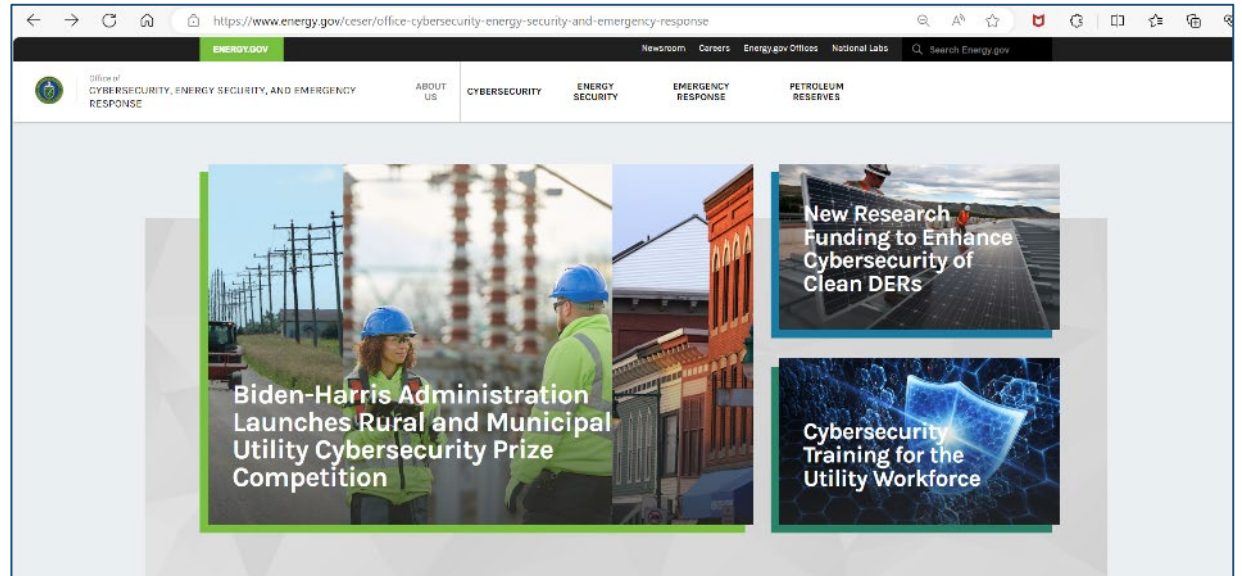 https://www.energy.gov/ceser/office-cybersecurity-energy-security-and-emergency-response
ENERGY.GOV
Newsroom Careers Energy.gov Offices National Labs Search Energy.gov
Office of
CYBERSECURITY, ENERGY SECURITY, AND EMERGENCY
RESPONSE
ABOUT
US
CYBERSECURITY
ENERGY
SECURITY
EMERGENCY
RESPONSE
PETROLEUM
RESERVES
Biden-Harris Administration
Launches Rural and Municipal
Utility Cybersecurity Prize
Competition
New Research
Funding to Enhance
Cybersecurity of
Clean DERs
Cybersecurity
Training for the
Utility Workforce